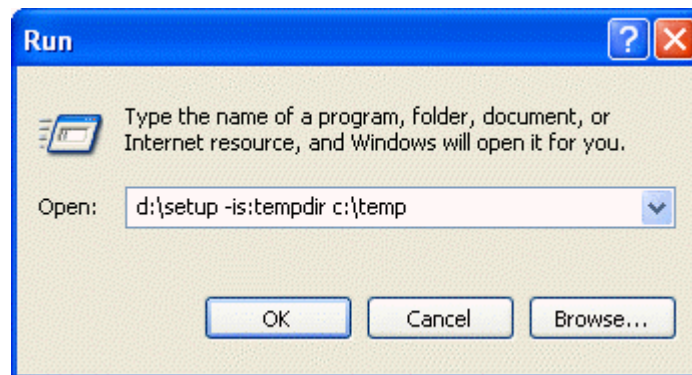 Run
Type the name of a program, folder, document, or
Internet resource, and Windows will open it for you.
Open: d:\setup -is:tempdir c:\temp
OK Cancel Browse...